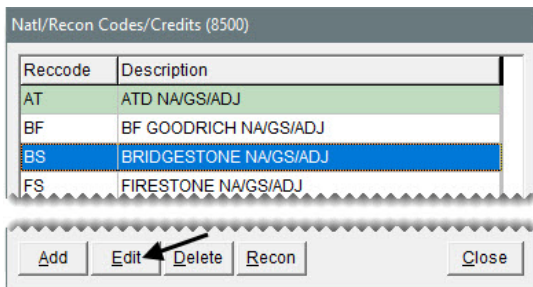 Natl/Recon Codes/Credits (8500)
Reccode Description
AT ATD NA/GS/ADJ
BF BF GOODRICH NA/GS/ADJ
BS BRIDGESTONE NA/GS/ADJ
FS FIRESTONE NA/GS/ADJ
Add Edit Delete Recon Close